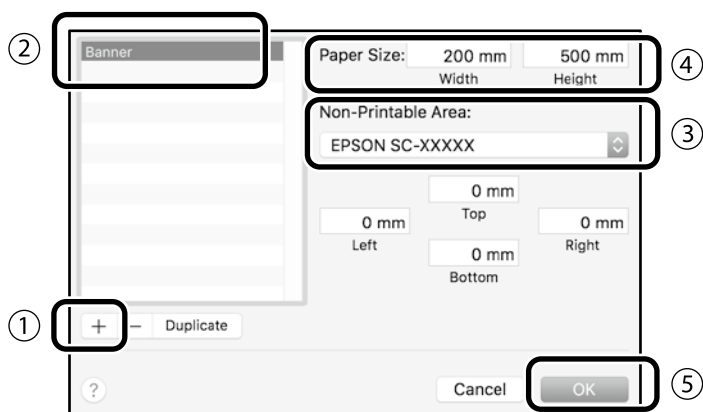 ② Banner Paper Size: 200 mm 500 mm ④
Width Height
Non-Printable Area:
EPSON SC-XXXXX ③
0 mm
Top
0 mm 0 mm
Left Right
0 mm
Bottom
① + − Duplicate
? Cancel OK ⑤